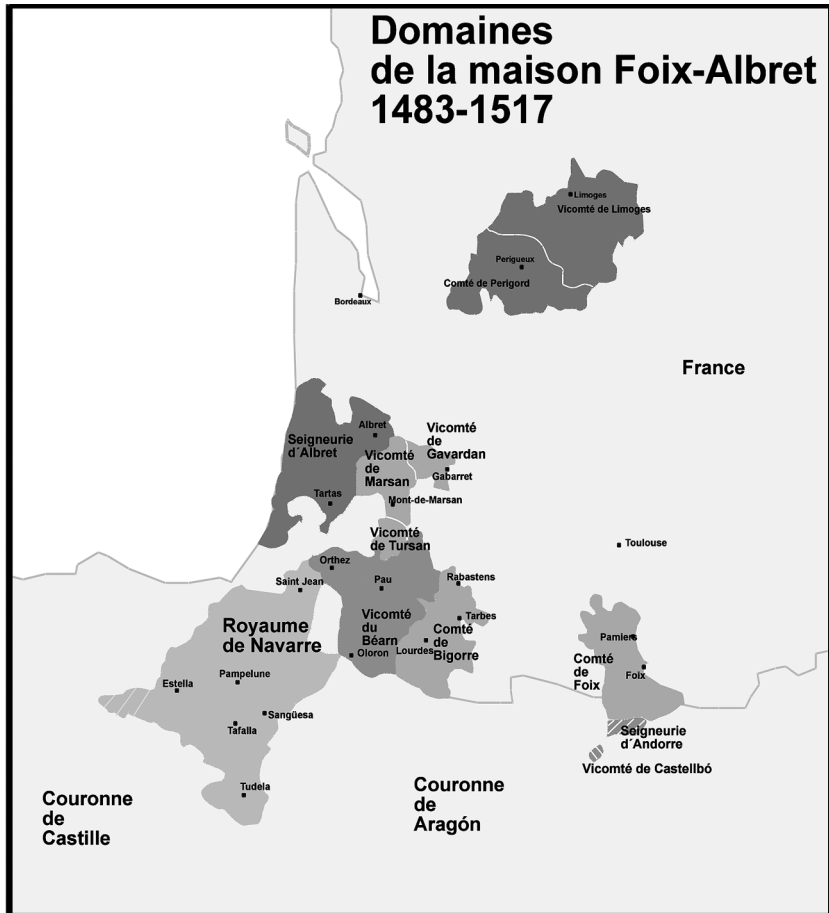 Domaines
de la maison Foix-Albret
1483-1517
Limoges
Vicomté de Limoges
Perigueux
Comté de Perigord
Bordeaux
France
Albret
Seigneurie
d´Albret
Vicomté
de
Gavardan
Vicomté
de
Marsan
Gabarret
Tartas
Mont-de-Marsan
Vicomté
de Tursan
Toulouse
Orthez
Saint Jean
Pau
Rabastens
Vicomté
du
Béarn
Tarbes
Royaume
de Navarre
Comté
de
Bigorre
Lourdes
Oloron
Pamiers
Comté
de
Foix
Foix
Pampelune
Estella
Sangüesa
Tafalla
Seigneurie
d´Andorre
Vicomté de Castellbó
Tudela
Couronne
de
Castille
Couronne
de
Aragón